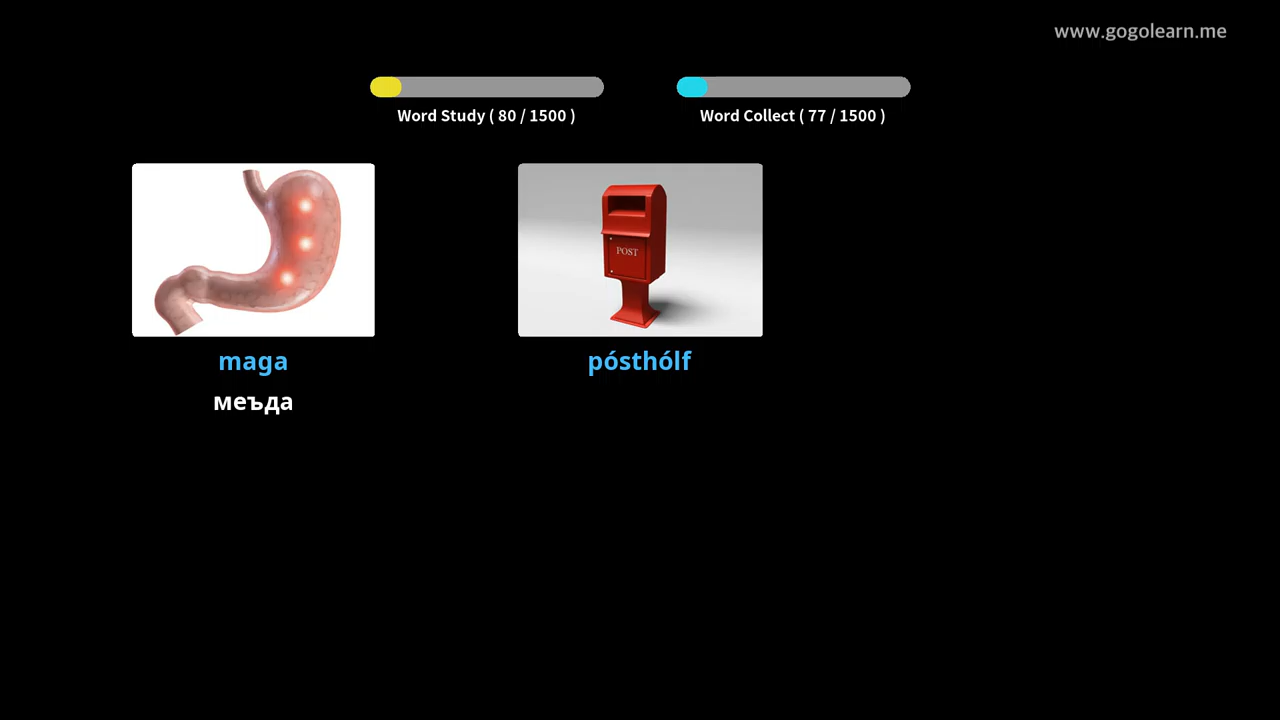 www.gogolearn.me
Word Study ( 80 / 1500 )
Word Collect ( 77 / 1500 )
POST
maga
pósthólf
меъда